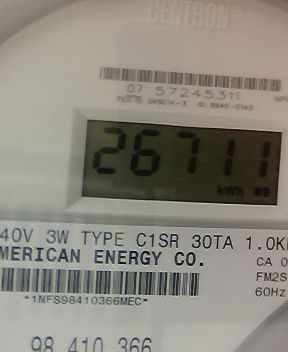 CENTRON
07 57245311
26711
kWh
40V 3W TYPE C1SR 30TA 1.0K
MERICAN ENERGY CO.
CA 0
FM2S
60Hz
*1NFS98410366MEC*
98 410 366